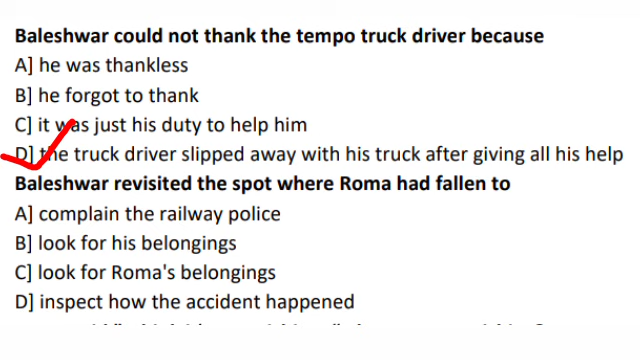 Baleshwar could not thank the tempo truck driver because
A] he was thankless
B] he forgot to thank
C] it was just his duty to help him
D] the truck driver slipped away with his truck after giving all his help
Baleshwar revisited the spot where Roma had fallen to
A] complain the railway police
B] look for his belongings
C] look for Roma's belongings
D] inspect how the accident happened